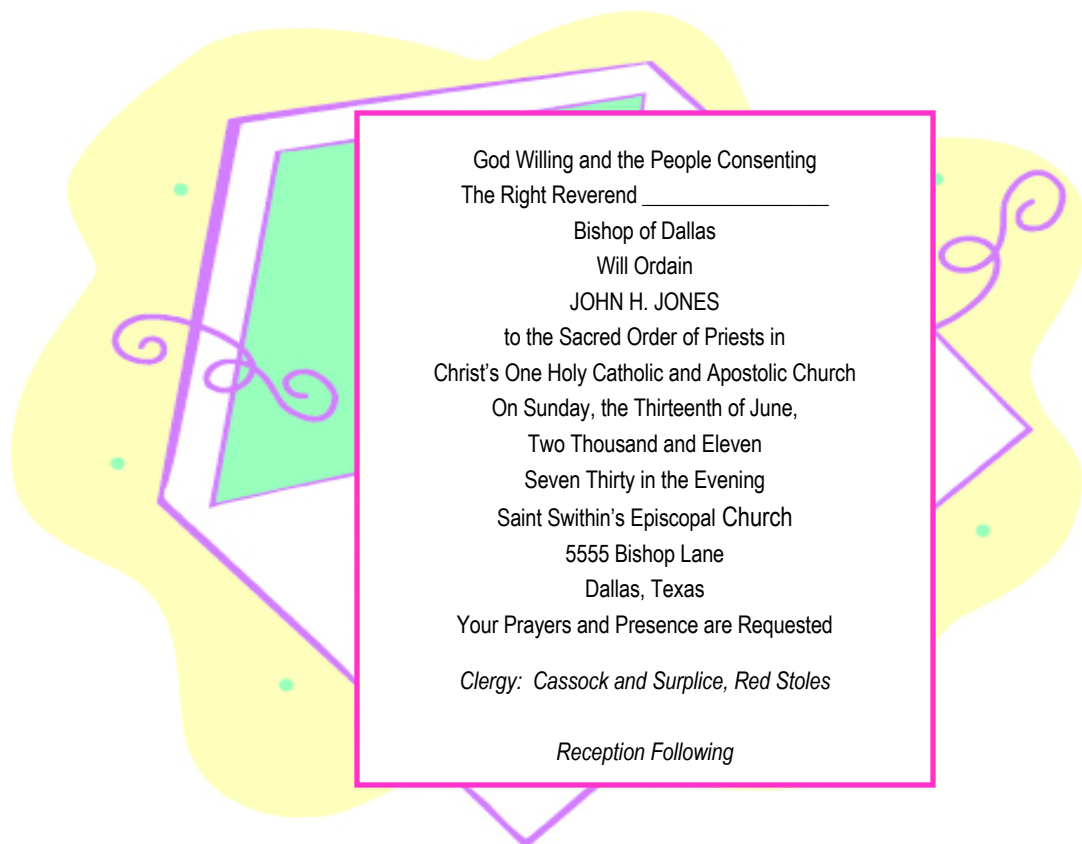 God Willing and the People Consenting
The Right Reverend _________________
Bishop of Dallas
Will Ordain
JOHN H. JONES
to the Sacred Order of Priests in
Christ’s One Holy Catholic and Apostolic Church
On Sunday, the Thirteenth of June,
Two Thousand and Eleven
Seven Thirty in the Evening
Saint Swithin’s Episcopal Church
5555 Bishop Lane
Dallas, Texas
Your Prayers and Presence are Requested
Clergy:  Cassock and Surplice, Red Stoles
Reception Following